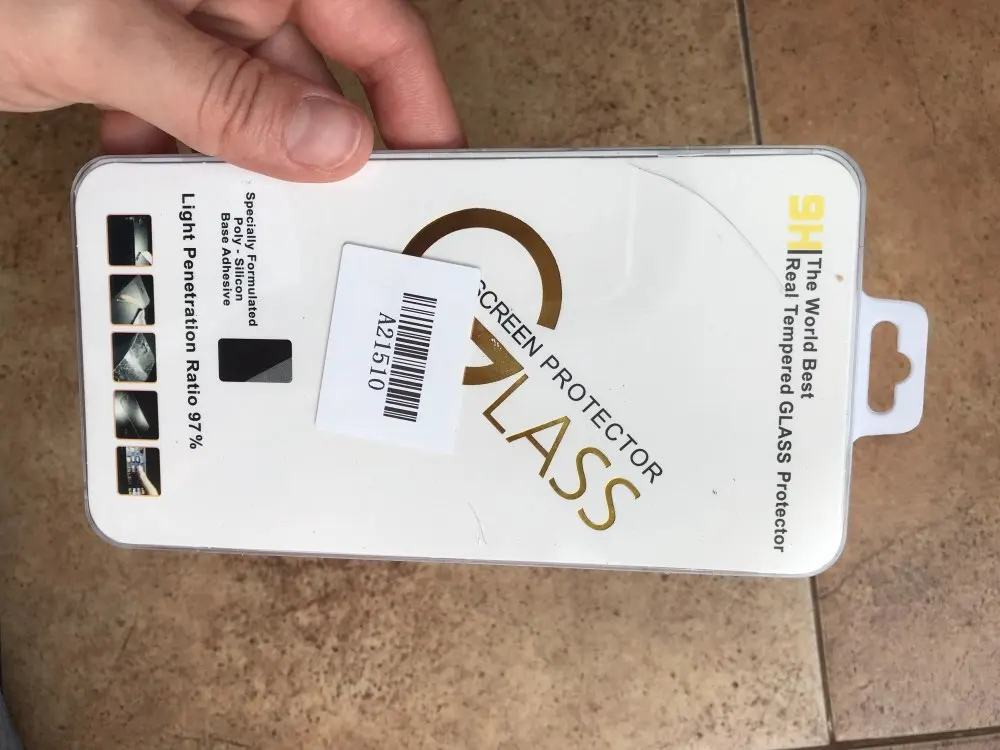 9H
The World Best
Real Tempered GLASS Protector
SCREEN PROTECTOR
GLASS
A21510
Specially Formulated
Poly - Silicon
Base Adhesive
Light Penetration Ratio 97%